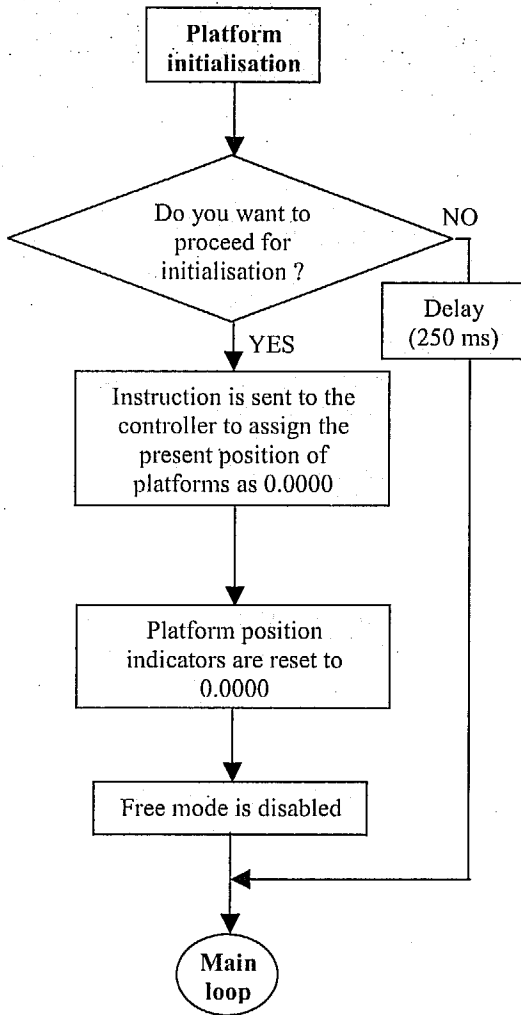 Platform
initialisation
Do you want to
proceed for
initialisation ?
NO
Delay
(250 ms)
YES
Instruction is sent to the
controller to assign the
present position of
platforms as 0.0000
Platform position
indicators are reset to
0.0000
Free mode is disabled
Main
loop